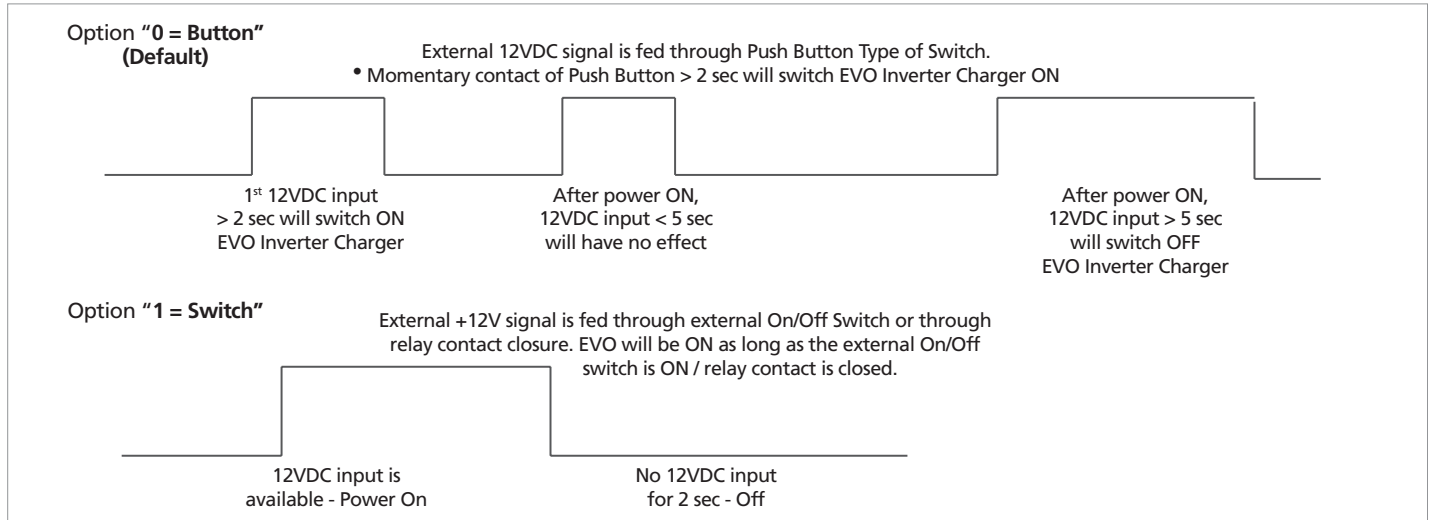 Option "0 = Button"
(Default)
External 12VDC signal is fed through Push Button Type of Switch.
• Momentary contact of Push Button > 2 sec will switch EVO Inverter Charger ON
1st 12VDC input
> 2 sec will switch ON
EVO Inverter Charger
After power ON,
12VDC input < 5 sec
will have no effect
After power ON,
12VDC input > 5 sec
will switch OFF
EVO Inverter Charger
Option "1 = Switch"
External +12V signal is fed through external On/Off Switch or through
relay contact closure. EVO will be ON as long as the external On/Off
switch is ON / relay contact is closed.
12VDC input is
available - Power On
No 12VDC input
for 2 sec - Off